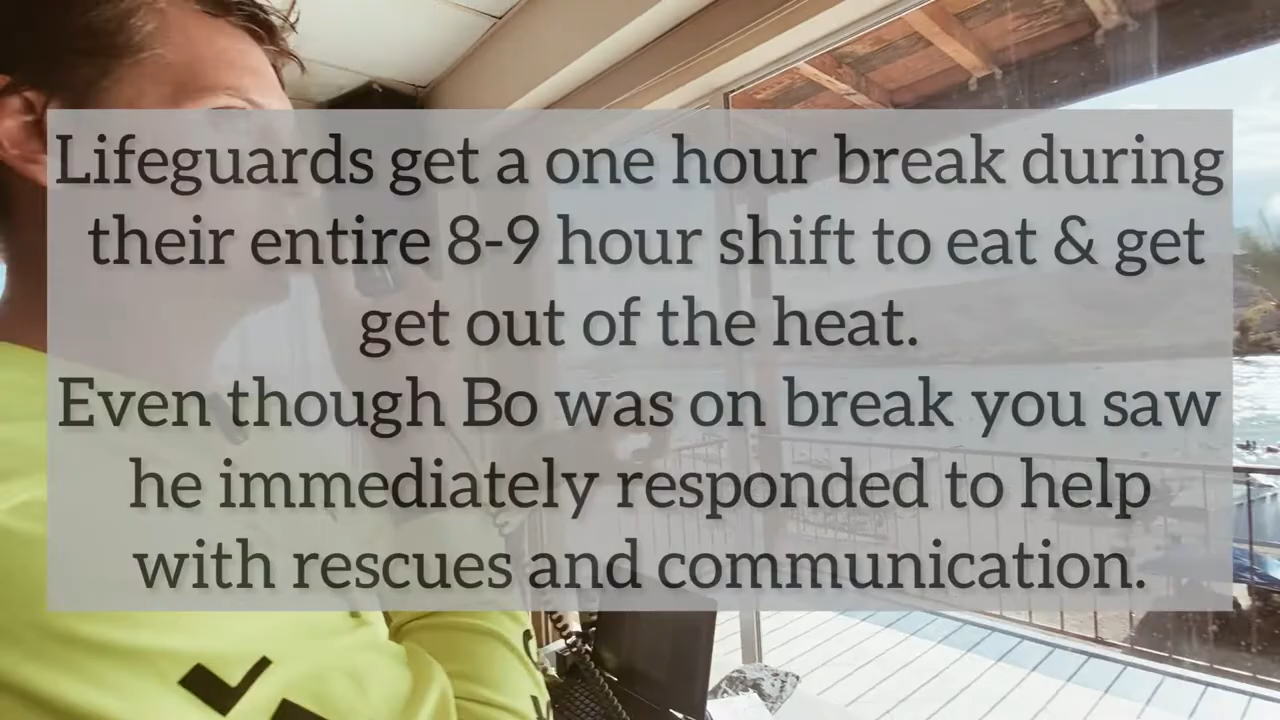 Lifeguards get a one hour break during
their entire 8-9 hour shift to eat & get
get out of the heat.
Even though Bo was on break you saw
he immediately responded to help
with rescues and communication.